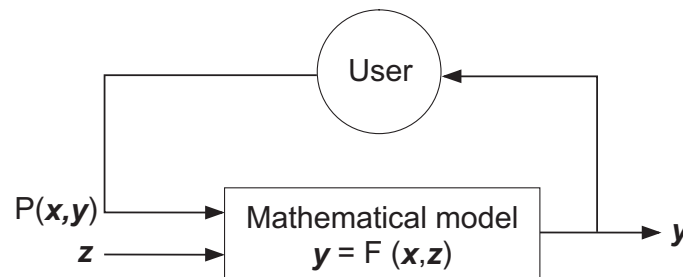 User
P(x,y)
z
Mathematical model
y = F (x,z)
y